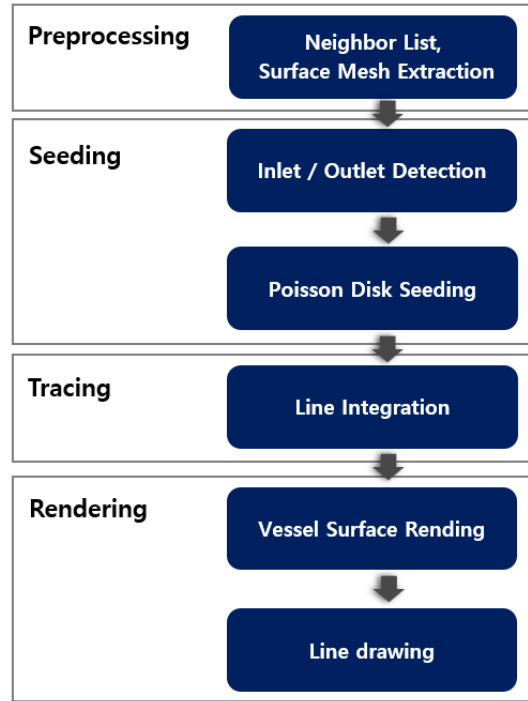 Preprocessing
Neighbor List,
Surface Mesh Extraction
Seeding
Inlet / Outlet Detection
Poisson Disk Seeding
Tracing
Line Integration
Rendering
Vessel Surface Rending
Line drawing